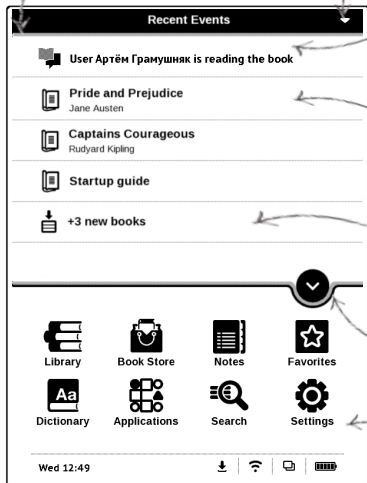 Recent Events
User Артём Грамушняк is reading the book
Pride and Prejudice
Jane Austen
Captains Courageous
Rudyard Kipling
Startup guide
+3 new books
Library Book Store Notes Favorites
Aa
Dictionary Applications Search Settings
Wed 12:49